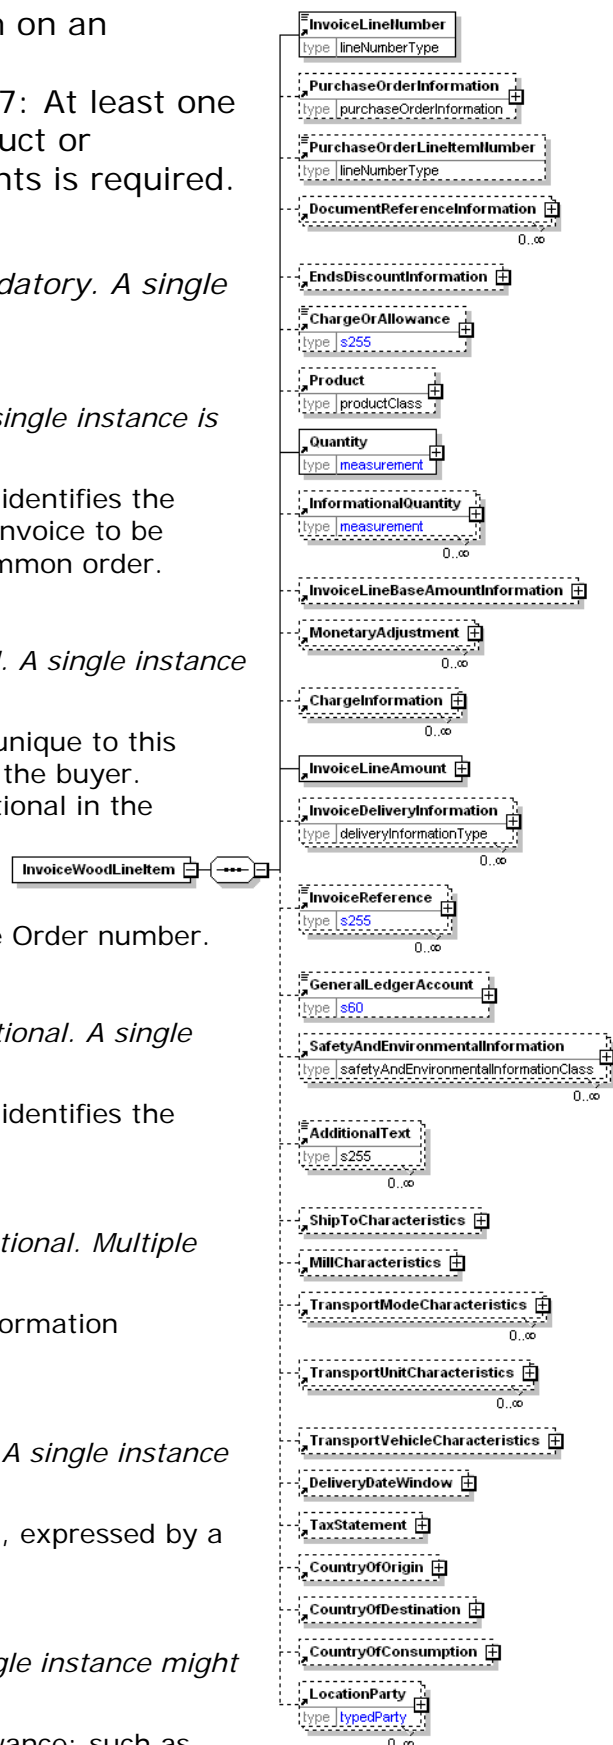 n on an
7: At least one
uct or
nts is required.
datory. A single
single instance is
identifies the
nvoice to be
mmon order.
. A single instance
unique to this
the buyer.
tional in the
e Order number.
tional. A single
identifies the
tional. Multiple
ormation
A single instance
, expressed by a
gle instance might
wance; such as
InvoiceWoodLineItem
InvoiceLineNumber
type lineNumberType
PurchaseOrderInformation
type purchaseOrderInformation
PurchaseOrderLineItemNumber
type lineNumberType
DocumentReferenceInformation
0..∞
EndsDiscountInformation
ChargeOrAllowance
type s255
Product
type productClass
Quantity
type measurement
InformationalQuantity
type measurement
0..∞
InvoiceLineBaseAmountInformation
MonetaryAdjustment
0..∞
ChargeInformation
0..∞
InvoiceLineAmount
InvoiceDeliveryInformation
type deliveryInformationType
0..∞
InvoiceReference
type s255
0..∞
GeneralLedgerAccount
type s60
SafetyAndEnvironmentalInformation
type safetyAndEnvironmentalInformationClass
0..∞
AdditionalText
type s255
0..∞
ShipToCharacteristics
MillCharacteristics
TransportModeCharacteristics
0..∞
TransportUnitCharacteristics
0..∞
TransportVehicleCharacteristics
DeliveryDateWindow
TaxStatement
CountryOfOrigin
CountryOfDestination
CountryOfConsumption
LocationParty
type typedParty
0..∞